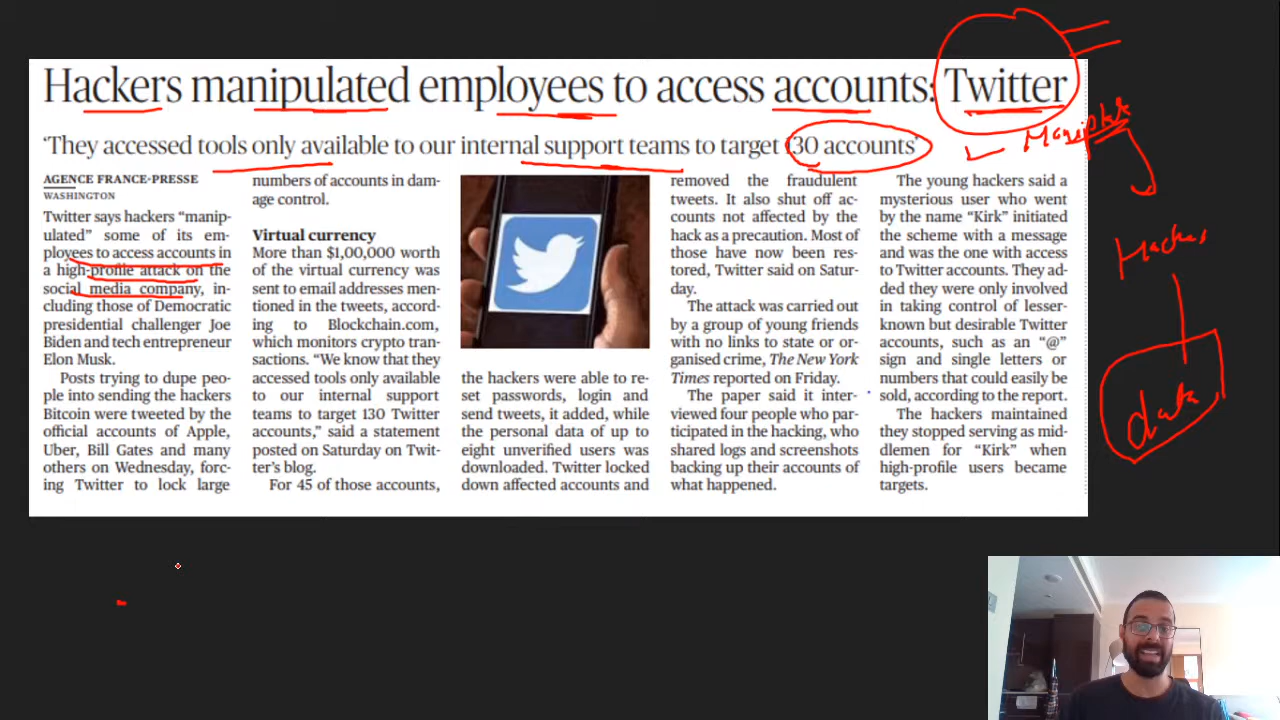 Hackers manipulated employees to access accounts: Twitter
'They accessed tools only available to our internal support teams to target 130 accounts'
AGENCE FRANCE-PRESSE
WASHINGTON
Twitter says hackers “manip-
ulated” some of its em-
ployees to access accounts in
a high-profile attack on the
social media company, in-
cluding those of Democratic
presidential challenger Joe
Biden and tech entrepreneur
Elon Musk.
Posts trying to dupe peo-
ple into sending the hackers
Bitcoin were tweeted by the
official accounts of Apple,
Uber, Bill Gates and many
others on Wednesday, forc-
ing Twitter to lock large
numbers of accounts in dam-
age control.
Virtual currency
More than $1,00,000 worth
of the virtual currency was
sent to email addresses men-
tioned in the tweets, accord-
ing to Blockchain.com,
which monitors crypto tran-
sactions. “We know that they
accessed tools only available
to our internal support
teams to target 130 Twitter
accounts,” said a statement
posted on Saturday on Twit-
ter’s blog.
For 45 of those accounts,
the hackers were able to re-
set passwords, login and
send tweets, it added, while
the personal data of up to
eight unverified users was
downloaded. Twitter locked
down affected accounts and
removed the fraudulent
tweets. It also shut off ac-
counts not affected by the
hack as a precaution. Most of
those have now been res-
tored, Twitter said on Satur-
day.
The attack was carried out
by a group of young friends
with no links to state or or-
ganised crime, The New York
Times reported on Friday.
The paper said it inter-
viewed four people who par-
ticipated in the hacking, who
shared logs and screenshots
backing up their accounts of
what happened.
The young hackers said a
mysterious user who went
by the name “Kirk” initiated
the scheme with a message
and was the one with access
to Twitter accounts. They ad-
ded they were only involved
in taking control of lesser-
known but desirable Twitter
accounts, such as an “@”
sign and single letters or
numbers that could easily be
sold, according to the report.
The hackers maintained
they stopped serving as mid-
dlemen for “Kirk” when
high-profile users became
targets.
Hackers
data